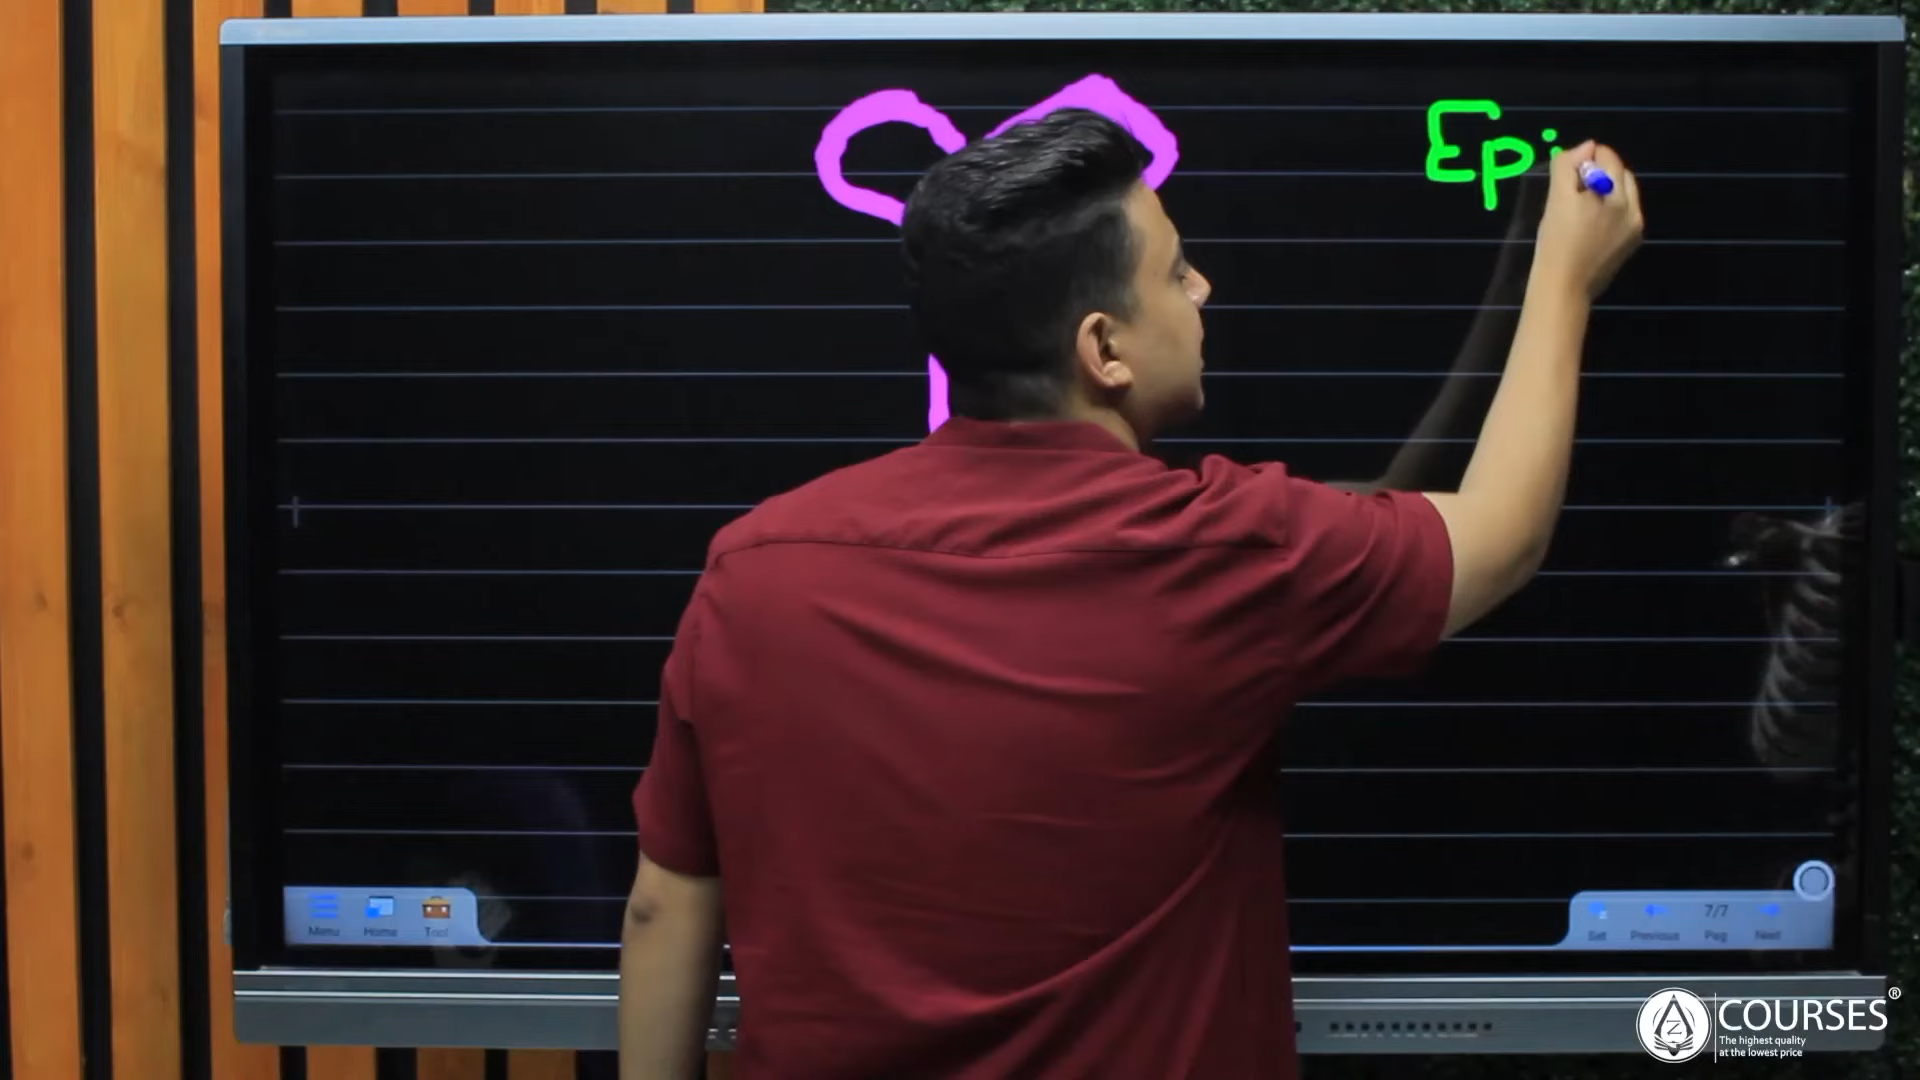 Epi
Menu Home Tool
7/7
Set Previous Pag Next
COURSES®
The highest quality
at the lowest price